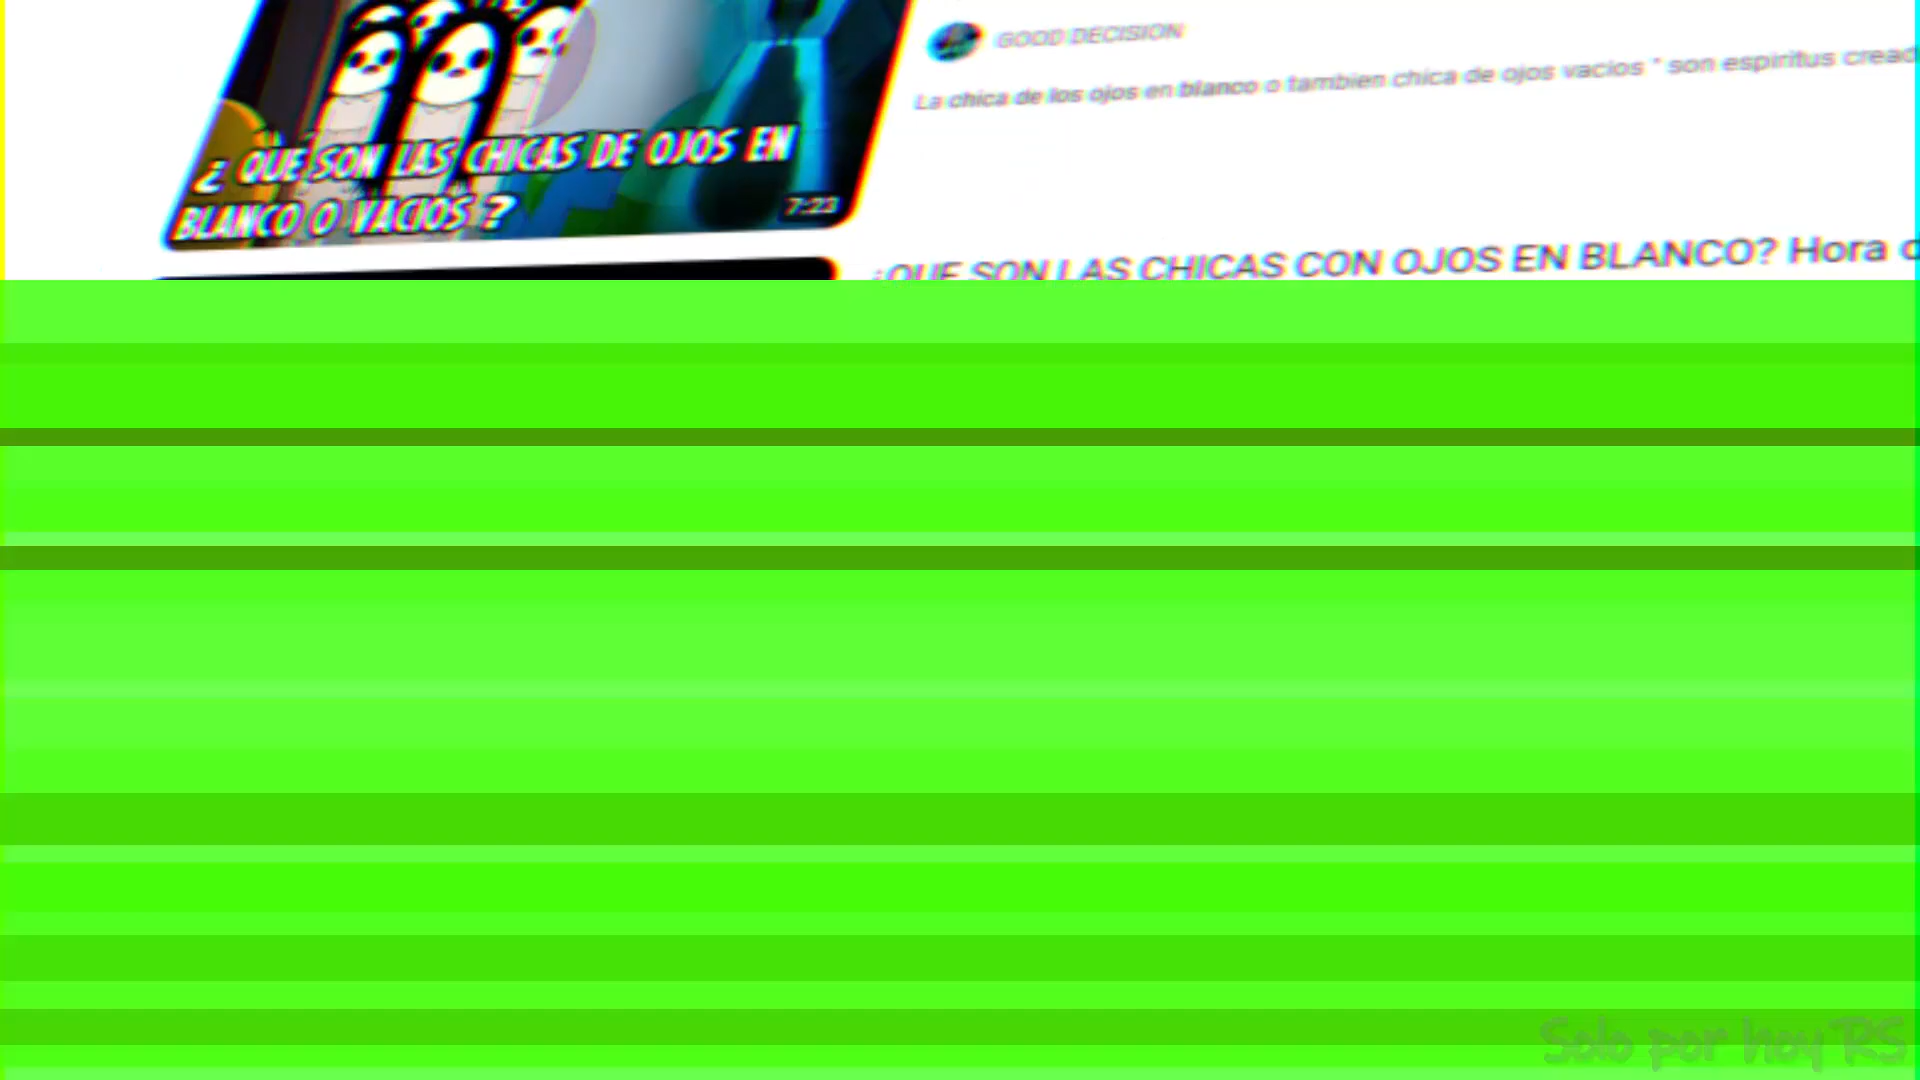 GOOD DECISION
La chica de los ojos en blanco o tambien chica de ojos vacios " son espiritus cread
¿ QUE SON LAS CHICAS DE OJOS EN
BLANCO O VACIOS ?
7:23
¿QUE SON LAS CHICAS CON OJOS EN BLANCO? Hora d
Solo por hoy RS